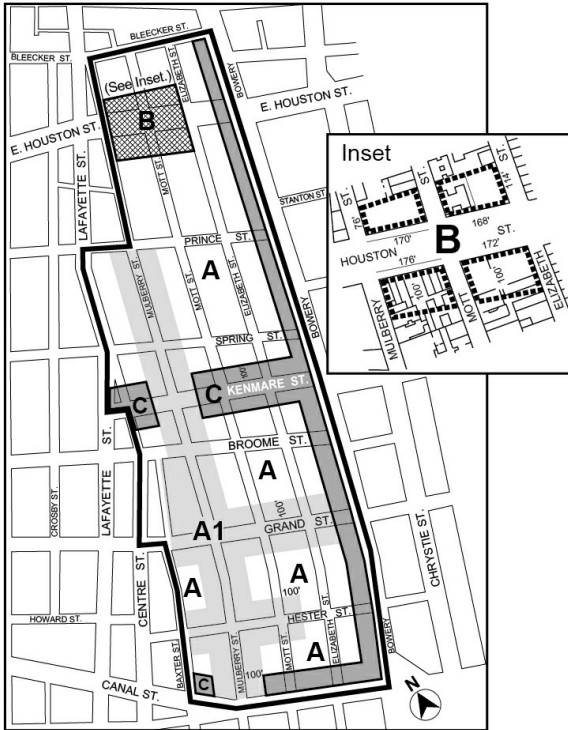 BLEECKER ST.
BLEECKER ST.
ELIZABETH ST.
BOWERY
(See Inset.)
E. HOUSTON ST.
E. HOUSTON ST.
B
MOTT ST.
LAFAYETTE ST.
STANTON ST.
PRINCE ST.
A
MULBERRY ST.
MOTT ST.
ELIZABETH ST.
BOWERY
SPRING ST.
100'
C
KENMARE ST.
C
BROOME ST.
A
CROSBY ST.
LAFAYETTE ST.
100'
A1
GRAND ST.
CENTRE ST.
CHRYSTIE ST.
A
A
100'
HOWARD ST.
HESTER ST.
BAXTER ST.
MULBERRY ST.
MOTT ST.
ELIZABETH ST.
A
BOWERY
100'
C
CANAL ST.
N
Inset
ST.
ST.
114'
76'
168'
170'
B
ST.
HOUSTON
176'
172'
100'
100'
MULBERRY
MOTT
ELIZABETH